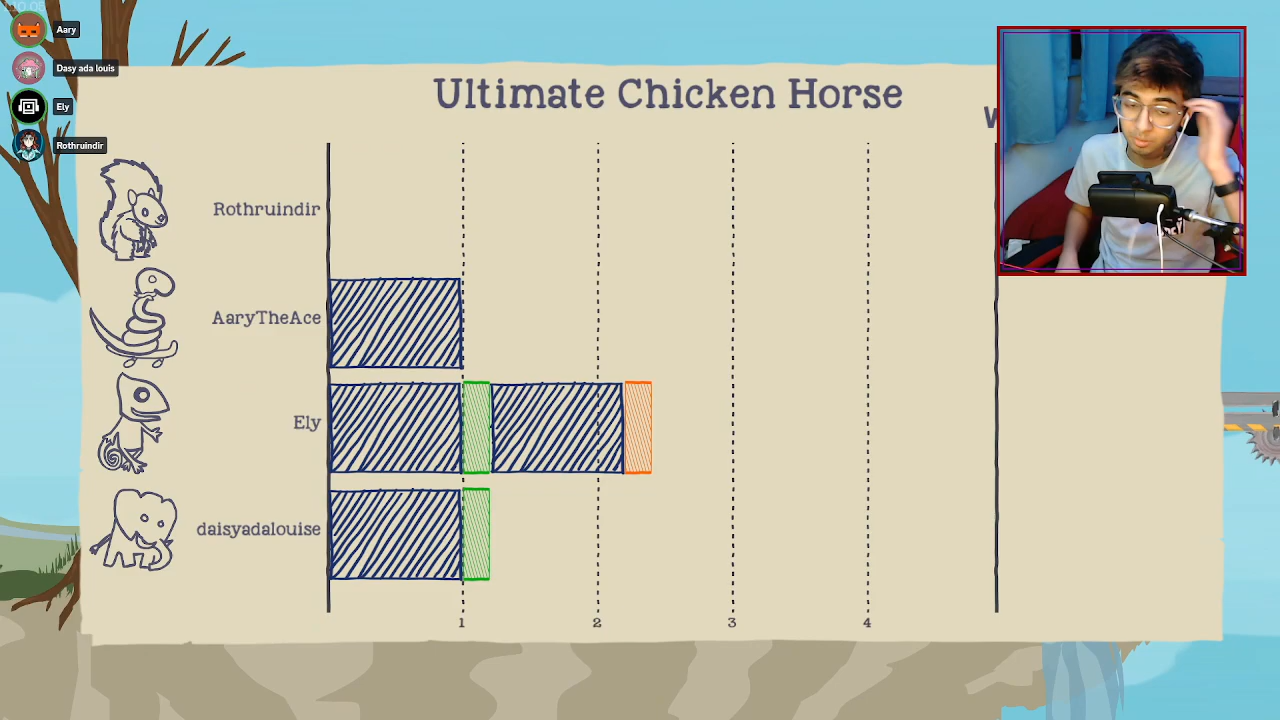 Aary
Dasy ada louis
Ely
Rothruindir
Ultimate Chicken Horse
W
Rothruindir
AaryTheAce
Ely
daisyadalouise
1 2 3 4